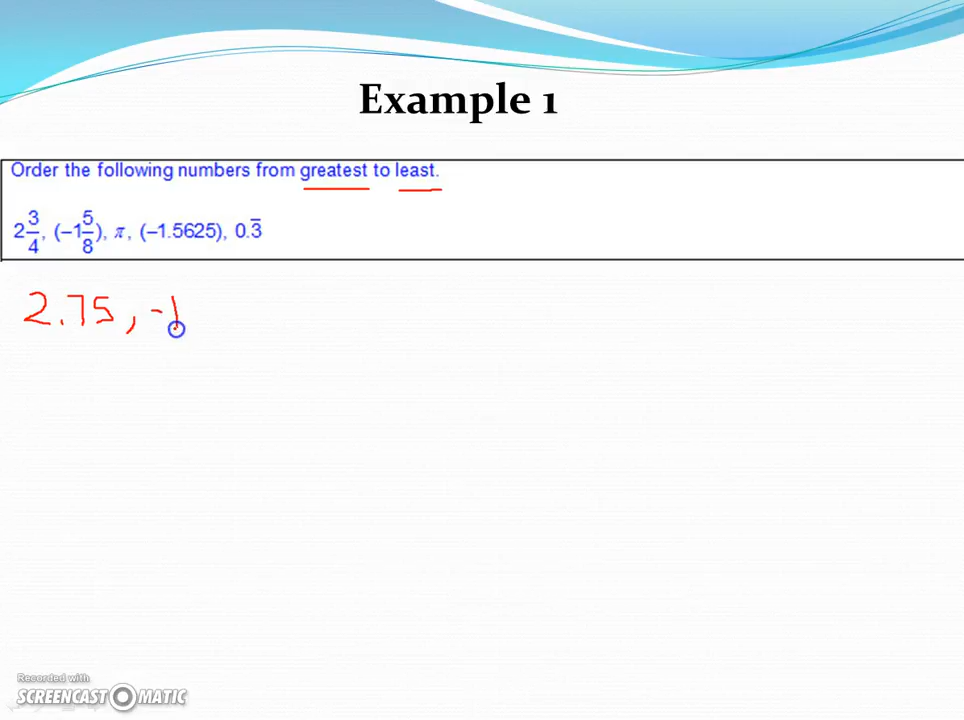 Example 1
Order the following numbers from greatest to least.
2 3/4, (−1 5/8), π, (−1.5625), 0.3̅
2.75, -1
Recorded with
SCREENCAST-O-MATIC